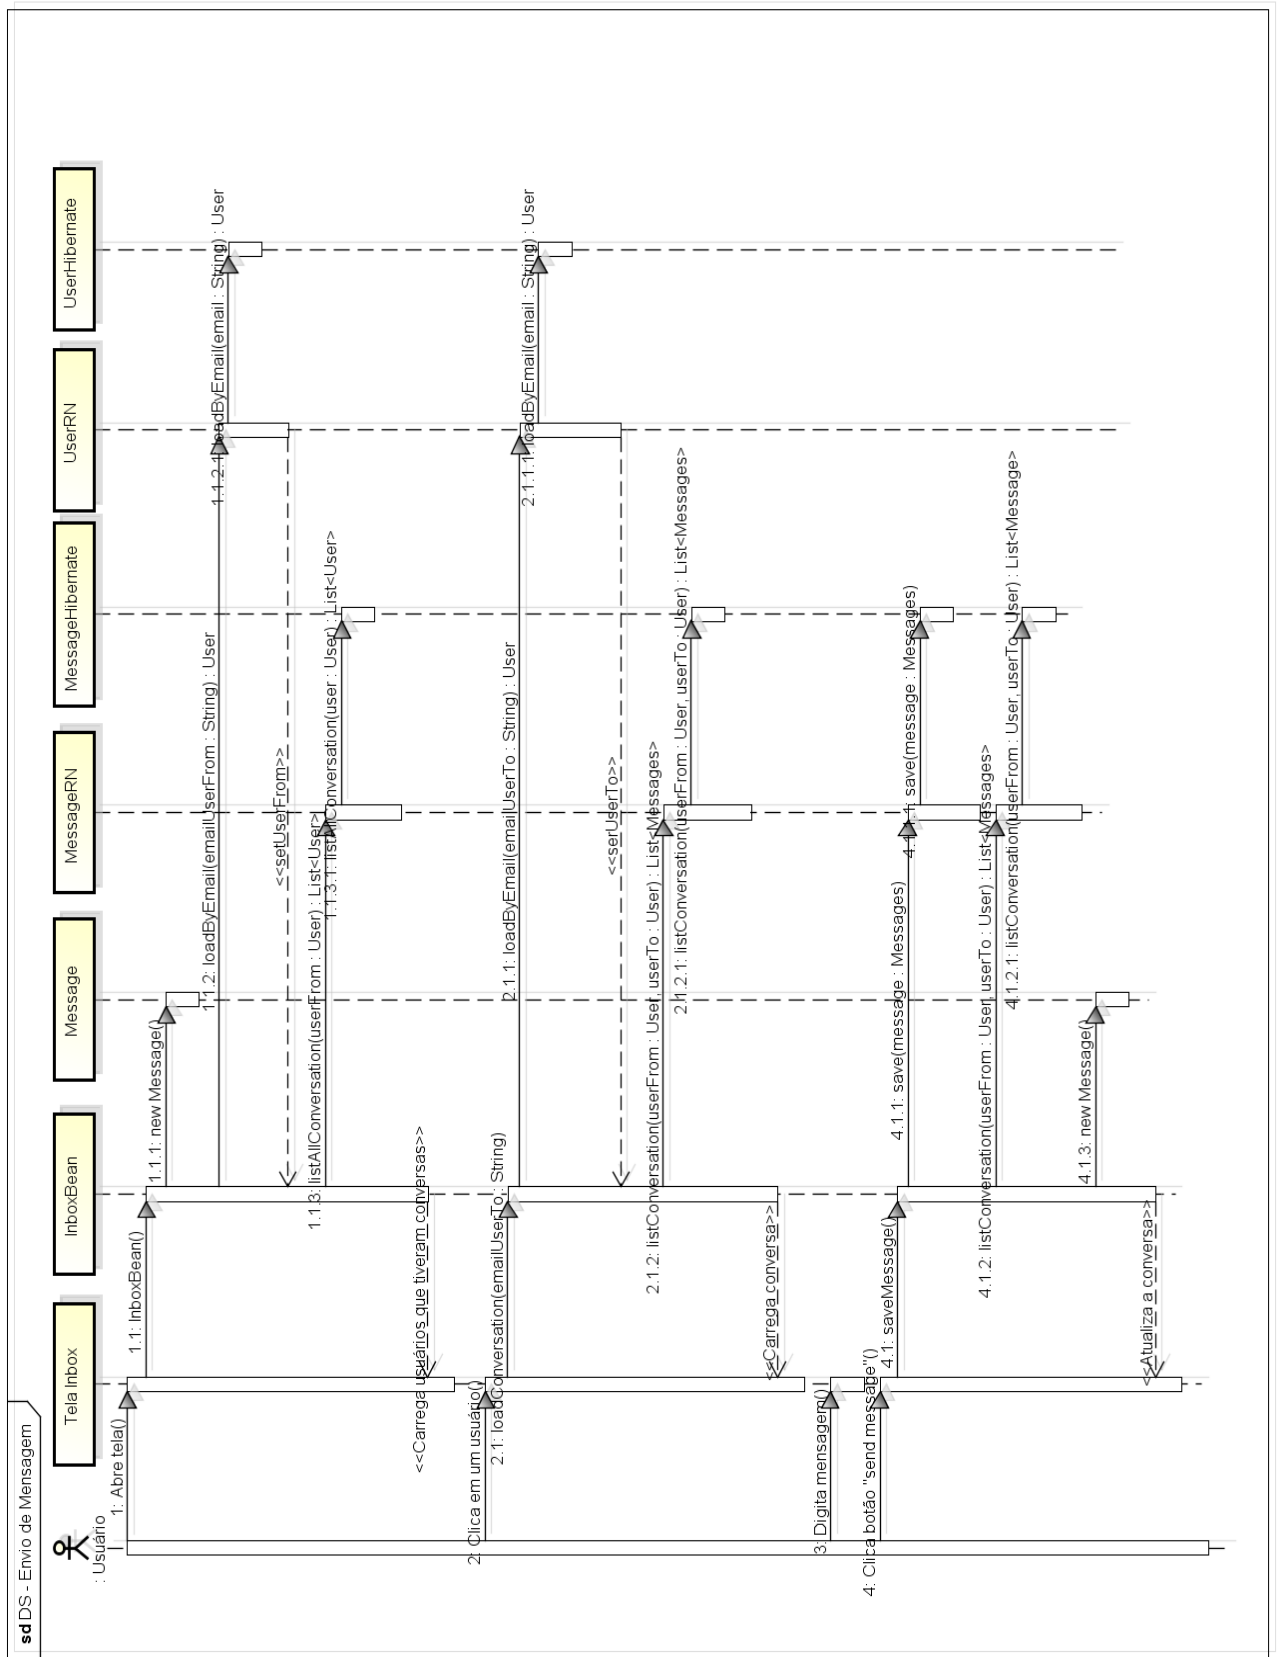 sd DS - Envio de Mensagem
: Usuário
Tela Inbox
InboxBean
Message
MessageRN
MessageHibernate
UserRN
UserHibernate
1: Abre tela()
1.1: InboxBean()
1.1.1: new Message()
1.1.2: loadByEmail(emailUserFrom : String) : User
1.1.2.1: loadByEmail(email : String) : User
<<setUserFrom>>
1.1.3: listAllConversation(userFrom : User) : List<User>
1.1.3.1: listAllConversation(user : User) : List<User>
<<Carrega usuários que tiveram conversas>>
2: Clica em um usuário()
2.1: loadConversation(emailUserTo : String)
2.1.1: loadByEmail(emailUserTo : String) : User
2.1.1.1: loadByEmail(email : String) : User
<<serUserTo>>
2.1.2: listConversation(userFrom : User, userTo : User) : List<Messages>
2.1.2.1: listConversation(userFrom : User, userTo : User) : List<Messages>
<<Carrega conversa>>
3: Digita mensagem()
4: Clica botão "send message"()
4.1: saveMessage()
4.1.1: save(message : Messages)
4.1.1.1: save(message : Messages)
4.1.2: listConversation(userFrom : User, userTo : User) : List<Messages>
4.1.2.1: listConversation(userFrom : User, userTo : User) : List<Message>
4.1.3: new Message()
<<Atualiza a conversa>>